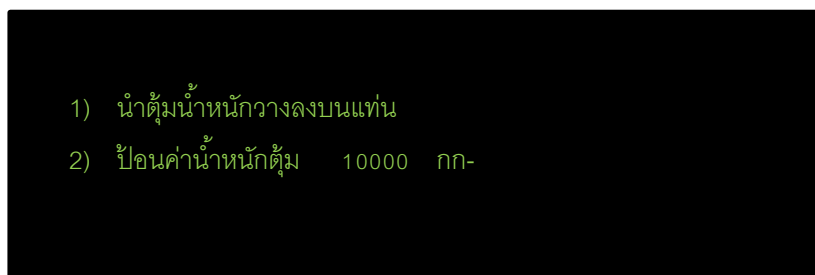 1) นำตุ้มน้ำหนักวางลงบนแท่น
2) ป้อนค่าน้ำหนักตุ้ม 10000 กก-